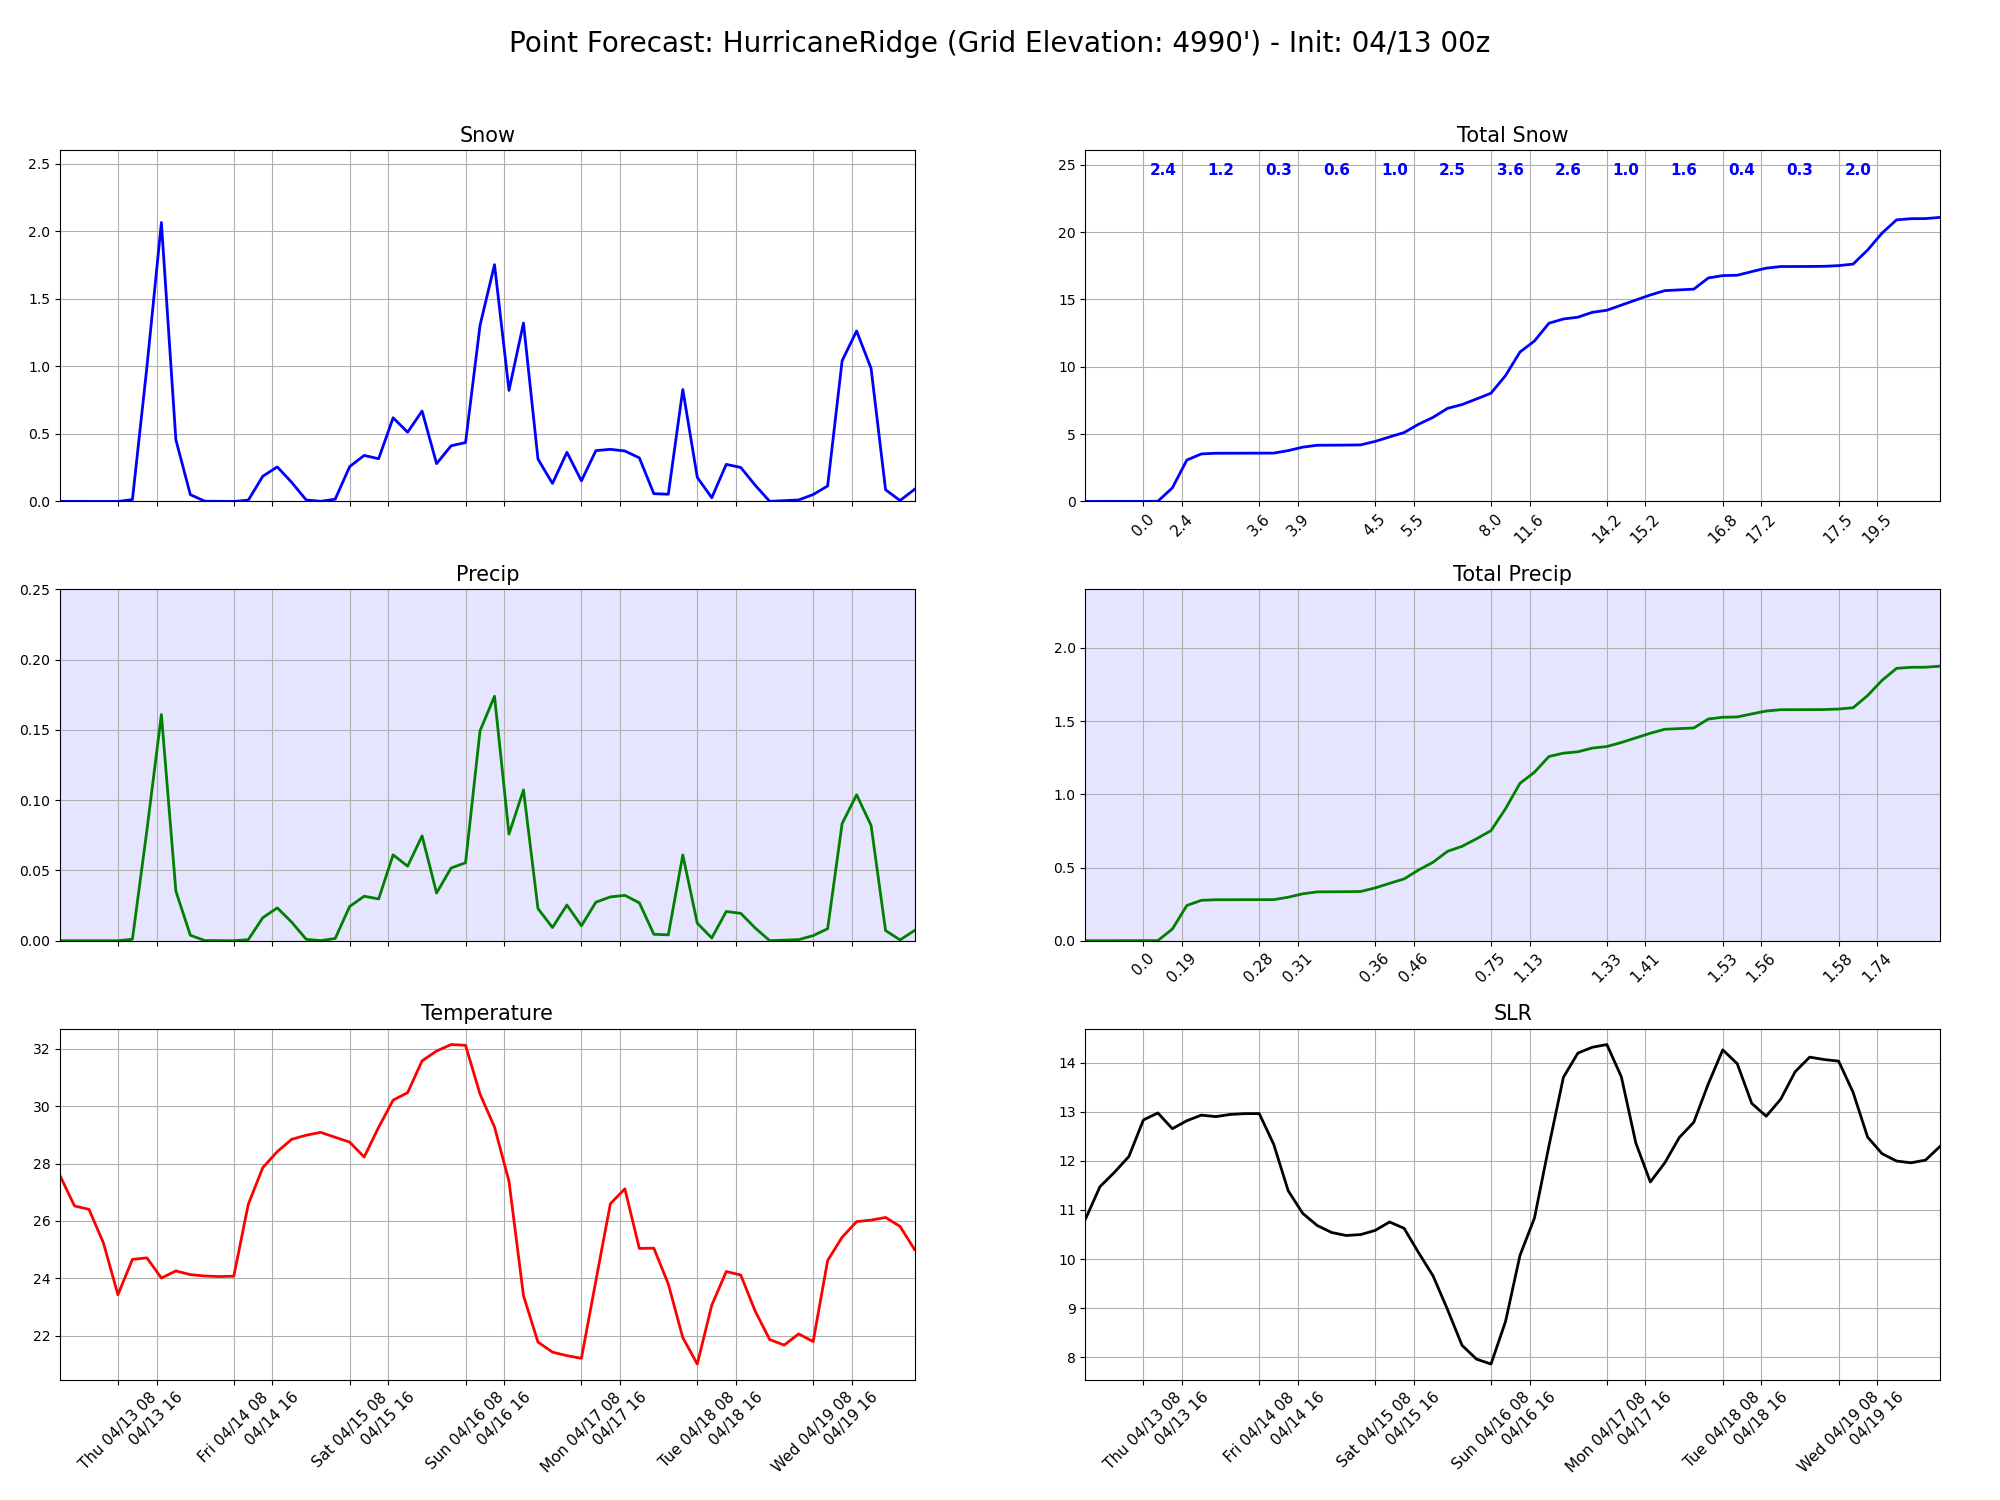 Point Forecast: HurricaneRidge (Grid Elevation: 4990') - Init: 04/13 00z
Snow
2.5
2.0
1.5
1.0
0.5
0.0
Total Snow
2.4 1.2 0.3 0.6 1.0 2.5 3.6 2.6 1.0 1.6 0.4 0.3 2.0
25
20
15
10
5
0
0.0 2.4 3.6 3.9 4.5 5.5 8.0 11.6 14.2 15.2 16.8 17.2 17.5 19.5
Precip
0.25
0.20
0.15
0.10
0.05
0.00
Total Precip
2.0
1.5
1.0
0.5
0.0
0.0 0.19 0.28 0.31 0.36 0.46 0.75 1.13 1.33 1.41 1.53 1.56 1.58 1.74
Temperature
32
30
28
26
24
22
Thu 04/13 08
04/13 16
Fri 04/14 08
04/14 16
Sat 04/15 08
04/15 16
Sun 04/16 08
04/16 16
Mon 04/17 08
04/17 16
Tue 04/18 08
04/18 16
Wed 04/19 08
04/19 16
SLR
14
13
12
11
10
9
8
Thu 04/13 08
04/13 16
Fri 04/14 08
04/14 16
Sat 04/15 08
04/15 16
Sun 04/16 08
04/16 16
Mon 04/17 08
04/17 16
Tue 04/18 08
04/18 16
Wed 04/19 08
04/19 16